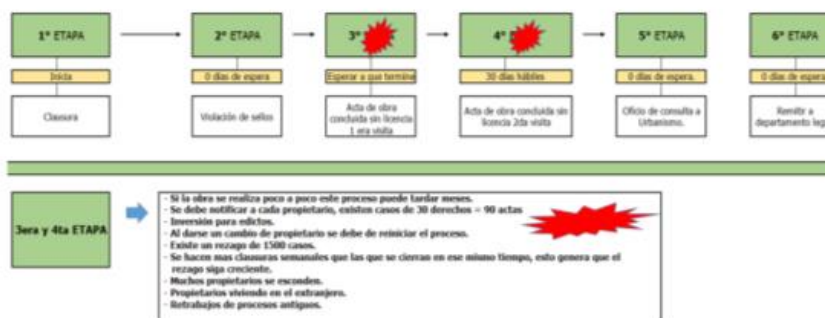 1° ETAPA
2° ETAPA
3°
4°
5° ETAPA
6° ETAPA
Inicia
0 días de espera
Esperar a que termine
30 días hábiles
0 días de espera.
0 días de espera
Clausura
Violación de sellos
Acta de obra
concluida sin licencia
1 era visita
Acta de obra concluida sin
licencia 2da visita
Oficio de consulta a
Urbanismo.
Remitir a
departamento leg
3era y 4ta ETAPA
- Si la obra se realiza poco a poco este proceso puede tardar meses.
- Se debe notificar a cada propietario, existen casos de 30 derechos = 90 actas
- Inversión para edictos.
- Al darse un cambio de propietario se debe de reiniciar el proceso.
- Existe un rezago de 1500 casos.
- Se hacen mas clausuras semanales que las que se cierran en ese mismo tiempo, esto genera que el
rezago siga creciente.
- Muchos propietarios se esconden.
- Propietarios viviendo en el extranjero.
- Retrabajos de procesos antiguos.